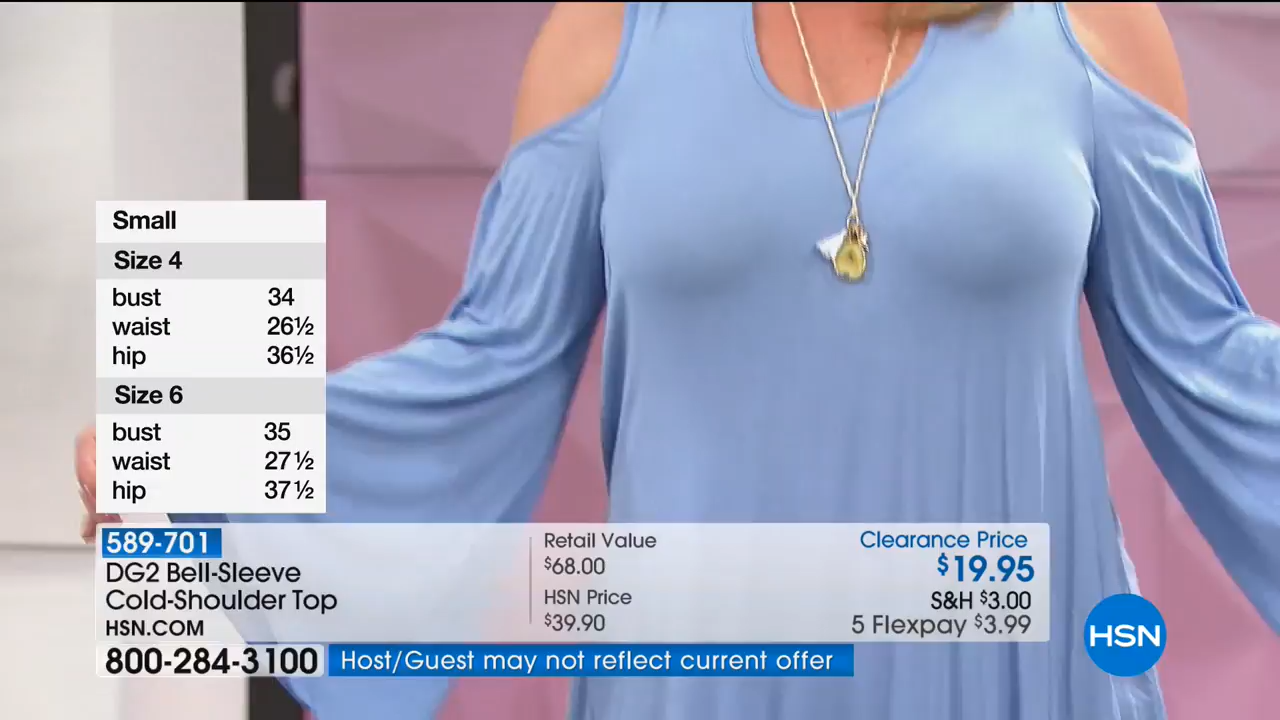 Small
Size 4
bust 34
waist 26½
hip 36½
Size 6
bust 35
waist 27½
hip 37½
589-701
DG2 Bell-Sleeve
Cold-Shoulder Top
HSN.COM
800-284-3100
Retail Value
$68.00
HSN Price
$39.90
Clearance Price
$19.95
S&H $3.00
5 Flexpay $3.99
Host/Guest may not reflect current offer
HSN